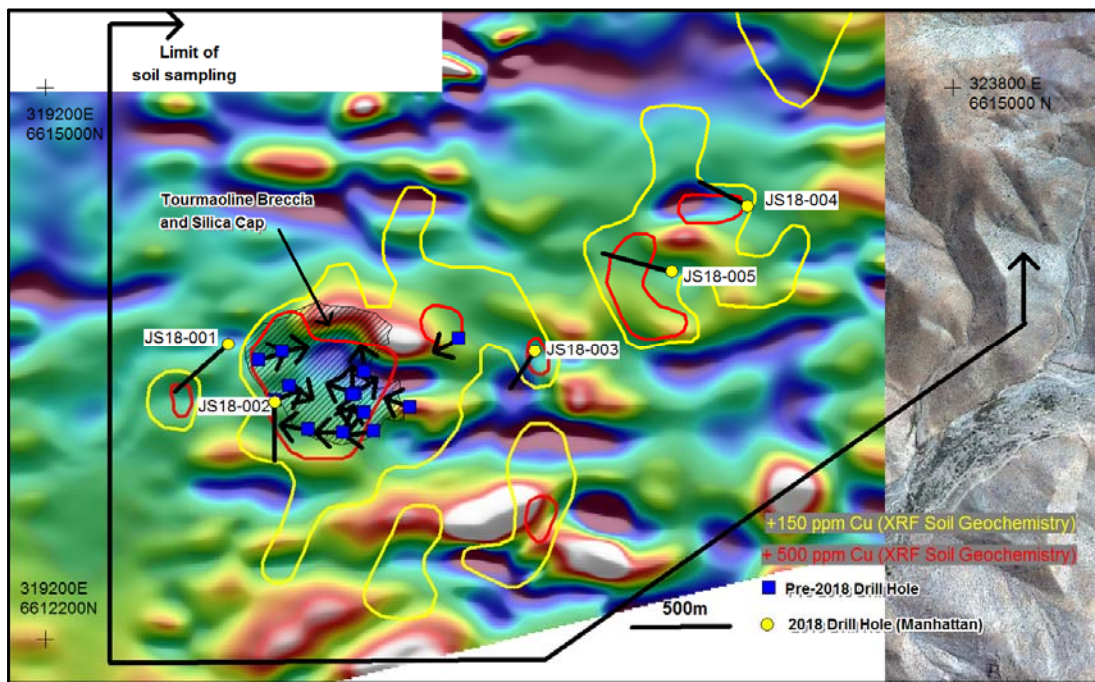 Limit of
soil sampling
319200E
6615000N
323800 E
6615000 N
Tourmaoline Breccia
and Silica Cap
JS18-004
JS18-005
JS18-001
JS18-003
JS18-002
+150 ppm Cu (XRF Soil Geochemistry)
+ 500 ppm Cu (XRF Soil Geochemistry)
319200E
6612200N
Pre-2018 Drill Hole
500m
2018 Drill Hole (Manhattan)